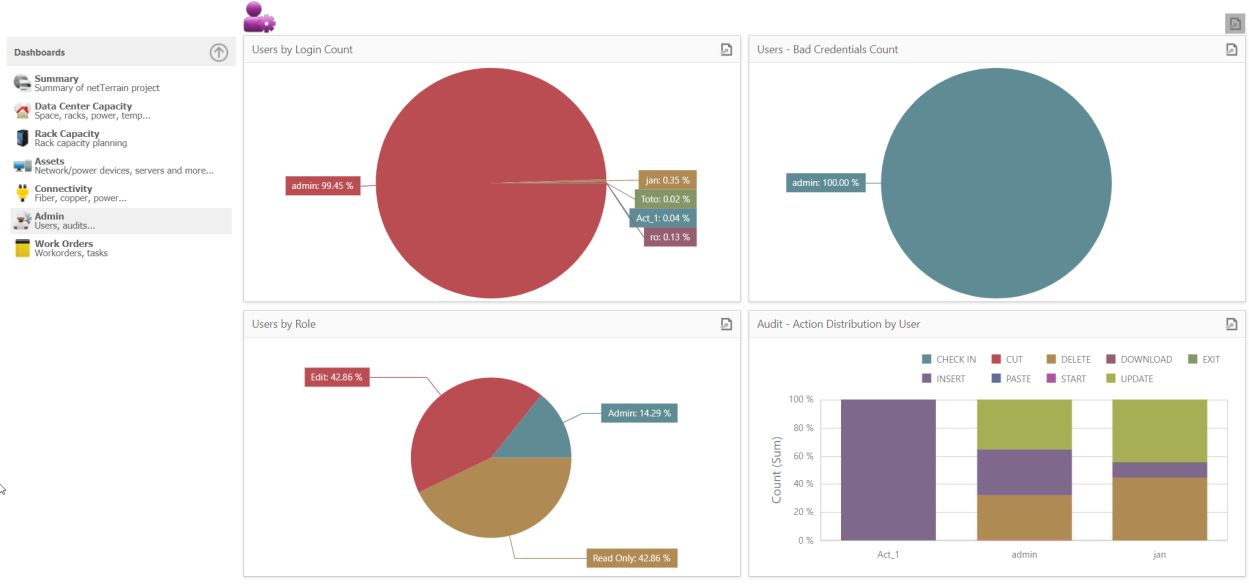 Dashboards
Summary
Summary of netTerrain project
Data Center Capacity
Space, racks, power, temp...
Rack Capacity
Rack capacity planning
Assets
Network/power devices, servers and more...
Connectivity
Fiber, copper, power...
Admin
Users, audits...
Work Orders
Workorders, tasks
Users by Login Count
admin: 99.45 %
jan: 0.35 %
Toto: 0.02 %
Act_1: 0.04 %
ro: 0.13 %
Users - Bad Credentials Count
admin: 100.00 %
Users by Role
Edit: 42.86 %
Admin: 14.29 %
Read Only: 42.86 %
Audit - Action Distribution by User
CHECK IN CUT DELETE DOWNLOAD EXIT
INSERT PASTE START UPDATE
Count (Sum)
100 %
80 %
60 %
40 %
20 %
0 %
Act_1 admin jan